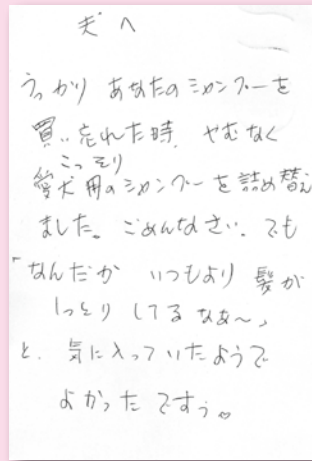 夫へ
うっかり あなたのシャンプーを
買い忘れた時、やむなく
こっそり
愛犬用のシャンプーを詰め替え
ました。ごめんなさい。でも
「なんだか いつもより 髪が
しっとり してる なあ〜」
と、気に入っていたようで
よかったですぅ。